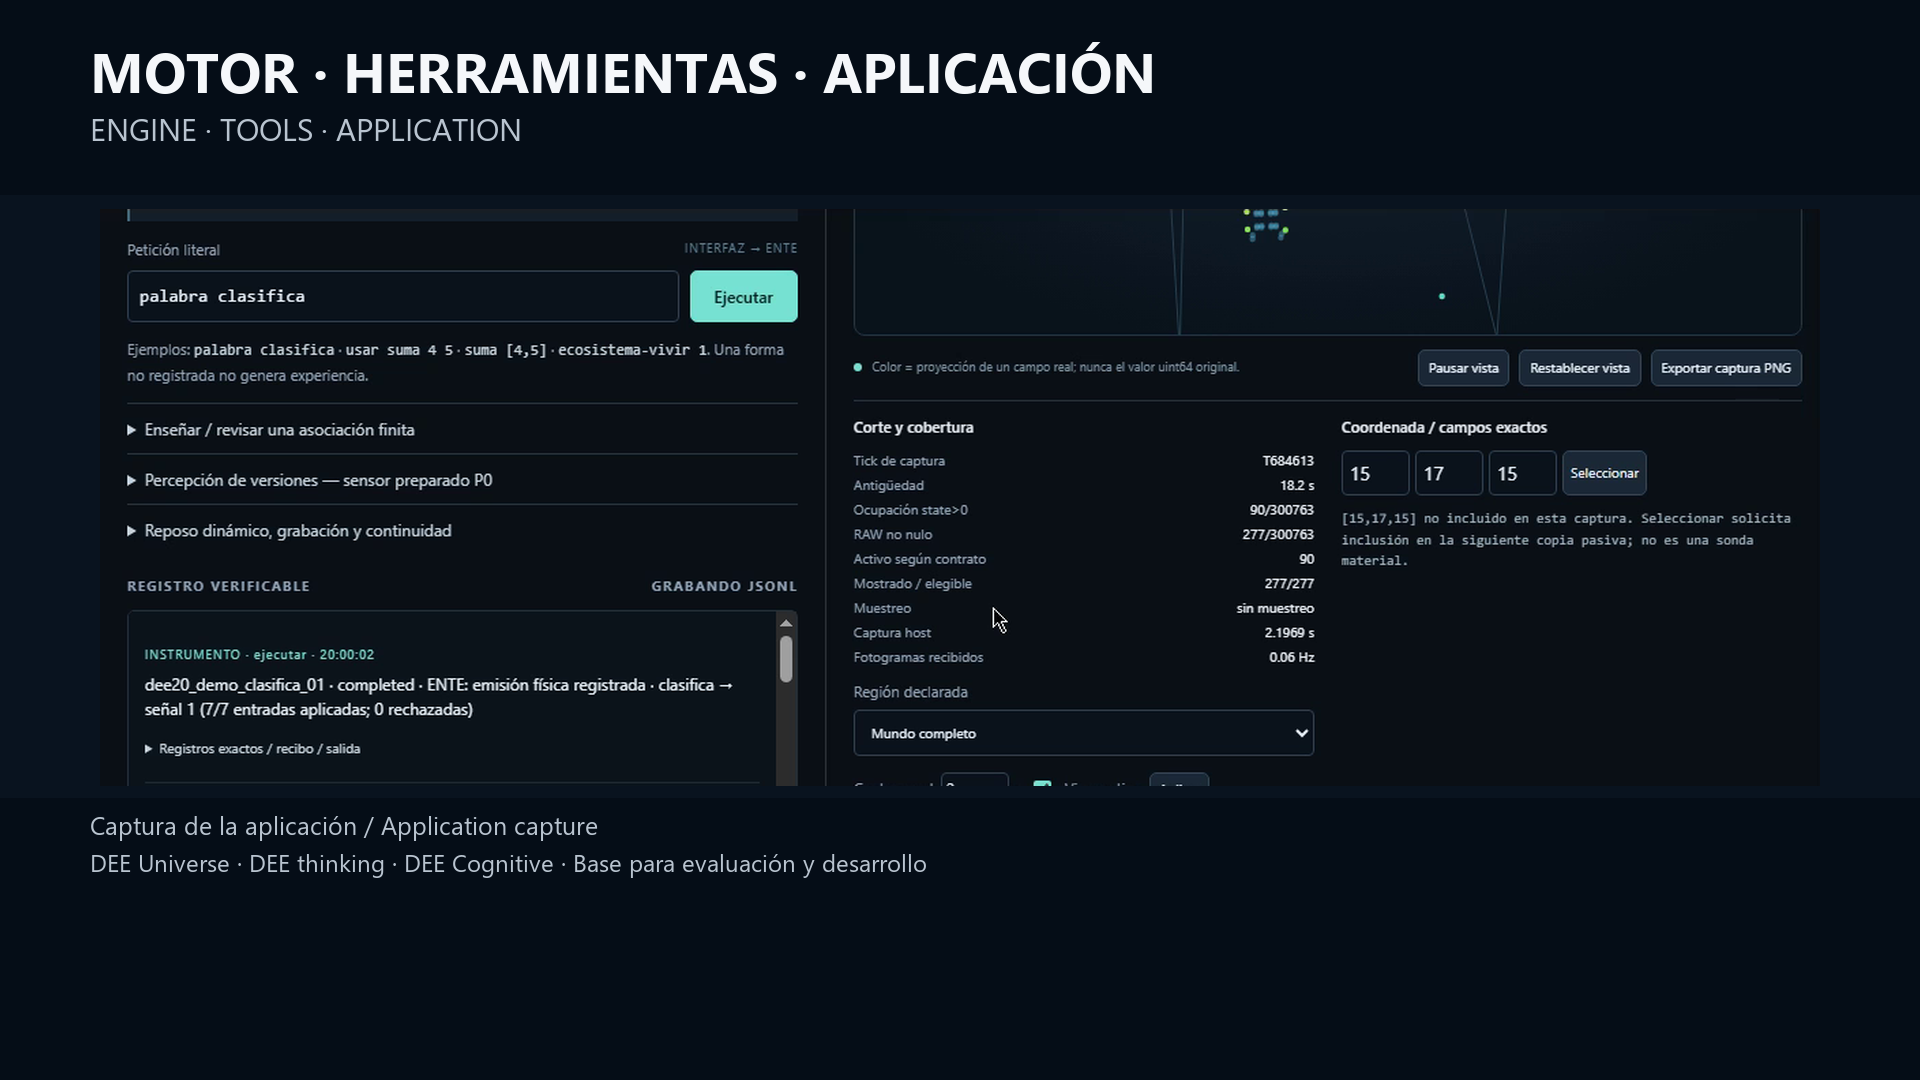 MOTOR · HERRAMIENTAS · APLICACIÓN
ENGINE · TOOLS · APPLICATION
Petición literal
INTERFAZ → ENTE
palabra clasifica
Ejecutar
Ejemplos: palabra clasifica · usar suma 4 5 · suma [4,5] · ecosistema-vivir 1. Una forma
no registrada no genera experiencia.
Enseñar / revisar una asociación finita
Percepción de versiones — sensor preparado P0
Reposo dinámico, grabación y continuidad
REGISTRO VERIFICABLE
GRABANDO JSONL
INSTRUMENTO · ejecutar · 20:00:02
dee20_demo_clasifica_01 · completed · ENTE: emisión física registrada · clasifica →
señal 1 (7/7 entradas aplicadas; 0 rechazadas)
Registros exactos / recibo / salida
Color = proyección de un campo real; nunca el valor uint64 original.
Pausar vista
Restablecer vista
Exportar captura PNG
Corte y cobertura
Tick de captura T684613
Antigüedad 18.2 s
Ocupación state>0 90/300763
RAW no nulo 277/300763
Activo según contrato 90
Mostrado / elegible 277/277
Muestreo sin muestreo
Captura host 2.1969 s
Fotogramas recibidos 0.06 Hz
Región declarada
Mundo completo
Coordenada / campos exactos
15 17 15 Seleccionar
[15,17,15] no incluido en esta captura. Seleccionar solicita
inclusión en la siguiente copia pasiva; no es una sonda
material.
Captura de la aplicación / Application capture
DEE Universe · DEE thinking · DEE Cognitive · Base para evaluación y desarrollo